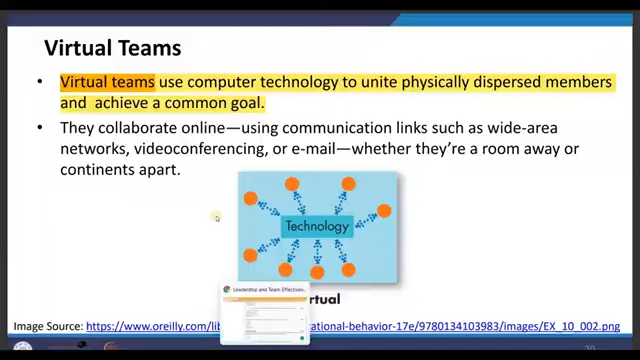 Virtual Teams
• Virtual teams use computer technology to unite physically dispersed members
and achieve a common goal.
• They collaborate online—using communication links such as wide-area
networks, videoconferencing, or e-mail—whether they're a room away or
continents apart.
Technology
Leadership and Team Effectiven...
rtual
Image Source: https://www.oreilly.com/lib ational-behavior-17e/9780134103983/images/EX_10_002.png
20